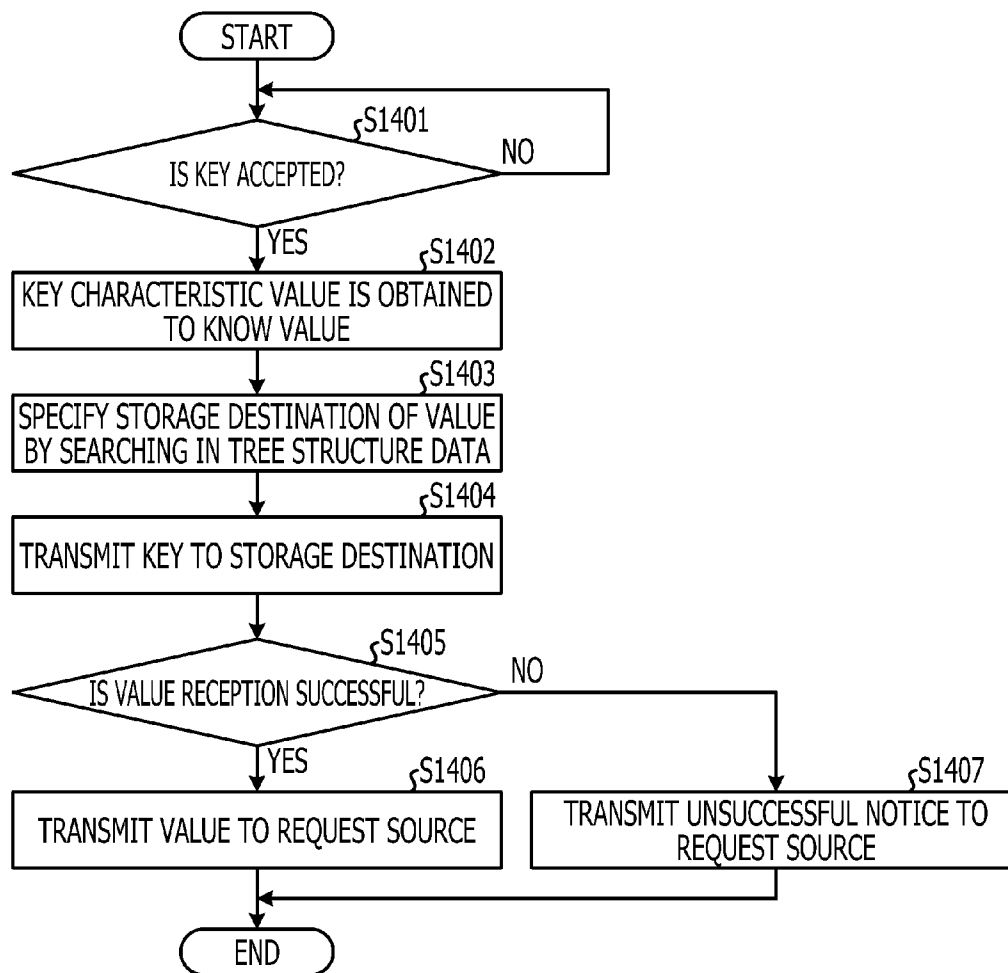 START
S1401
IS KEY ACCEPTED?
NO
YES
S1402
KEY CHARACTERISTIC VALUE IS OBTAINED
TO KNOW VALUE
S1403
SPECIFY STORAGE DESTINATION OF VALUE
BY SEARCHING IN TREE STRUCTURE DATA
S1404
TRANSMIT KEY TO STORAGE DESTINATION
S1405
IS VALUE RECEPTION SUCCESSFUL?
NO
YES
S1406
TRANSMIT VALUE TO REQUEST SOURCE
S1407
TRANSMIT UNSUCCESSFUL NOTICE TO
REQUEST SOURCE
END